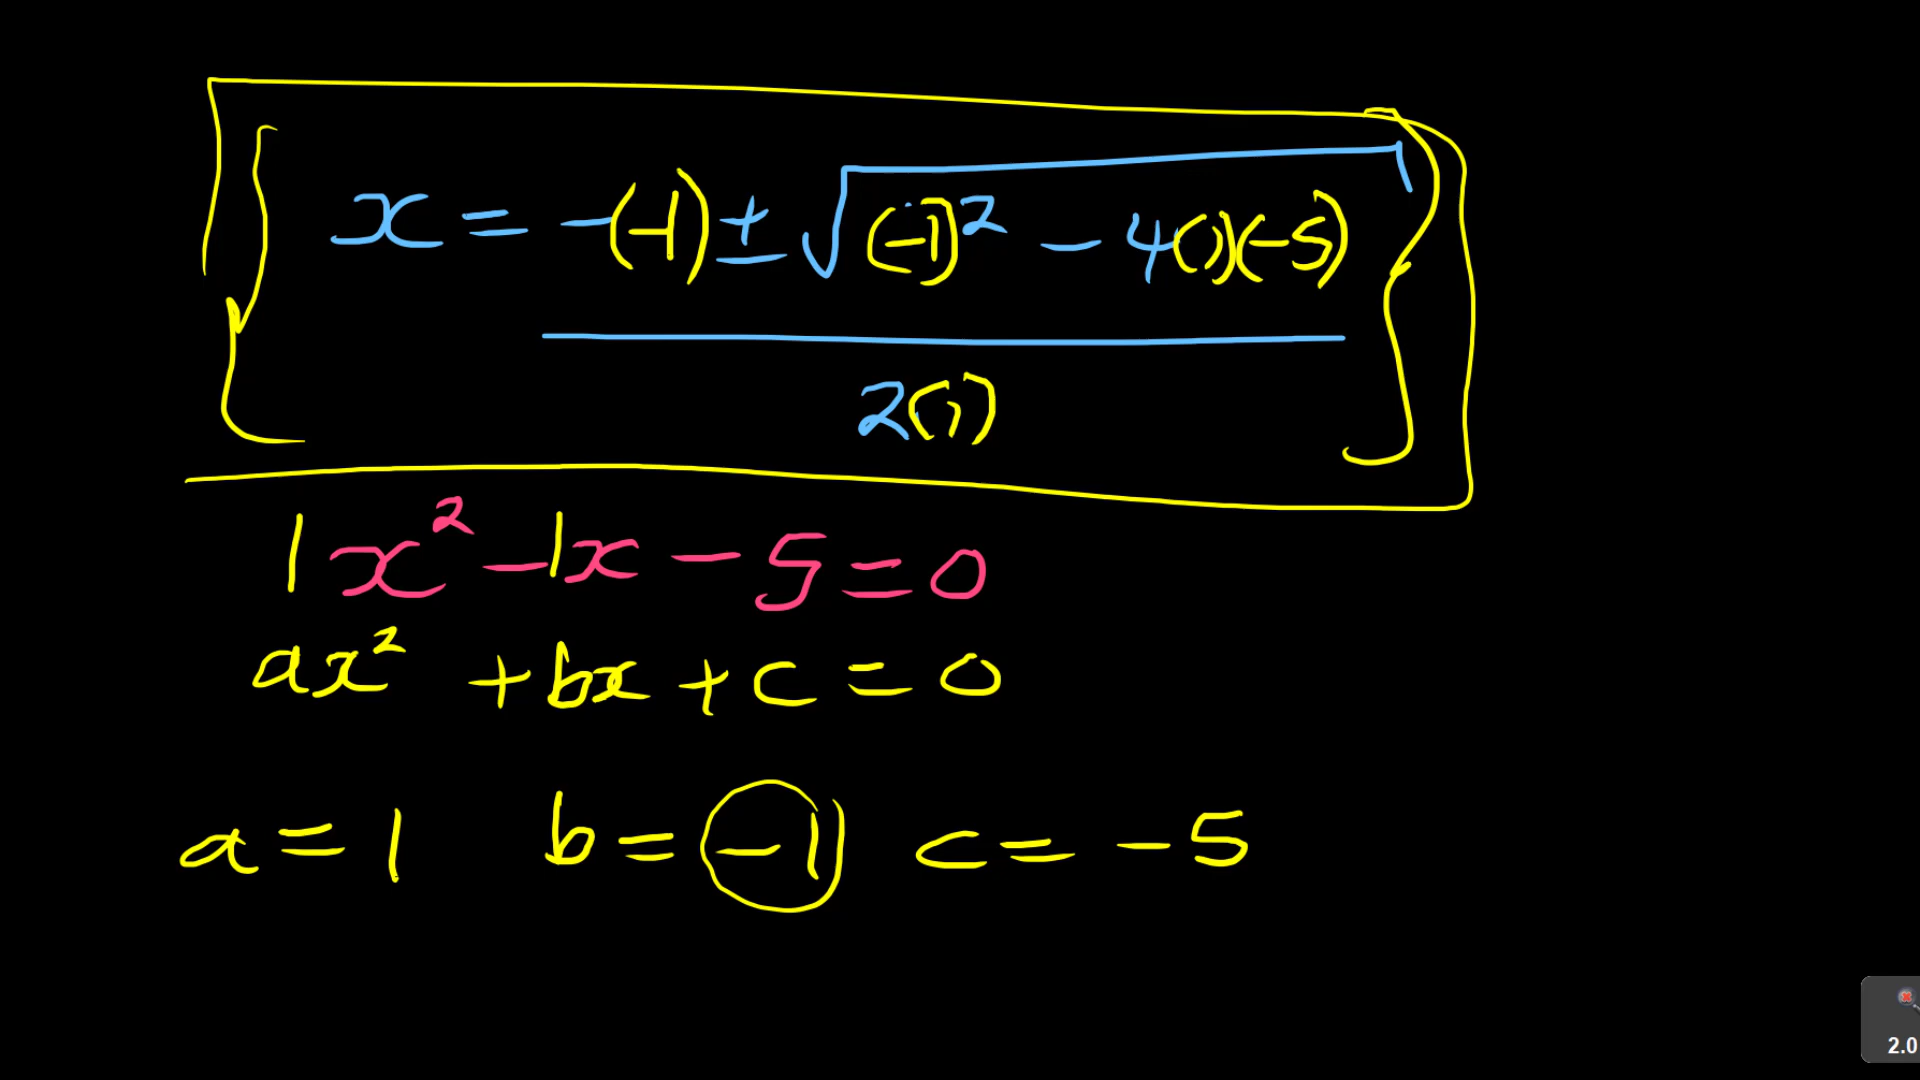 x = -(-1) ± √(-1)² - 4(1)(-5)
2(1)
1x² - 1x - 5 = 0
ax² + bx + c = 0
a = 1 b = -1 c = -5
2.0